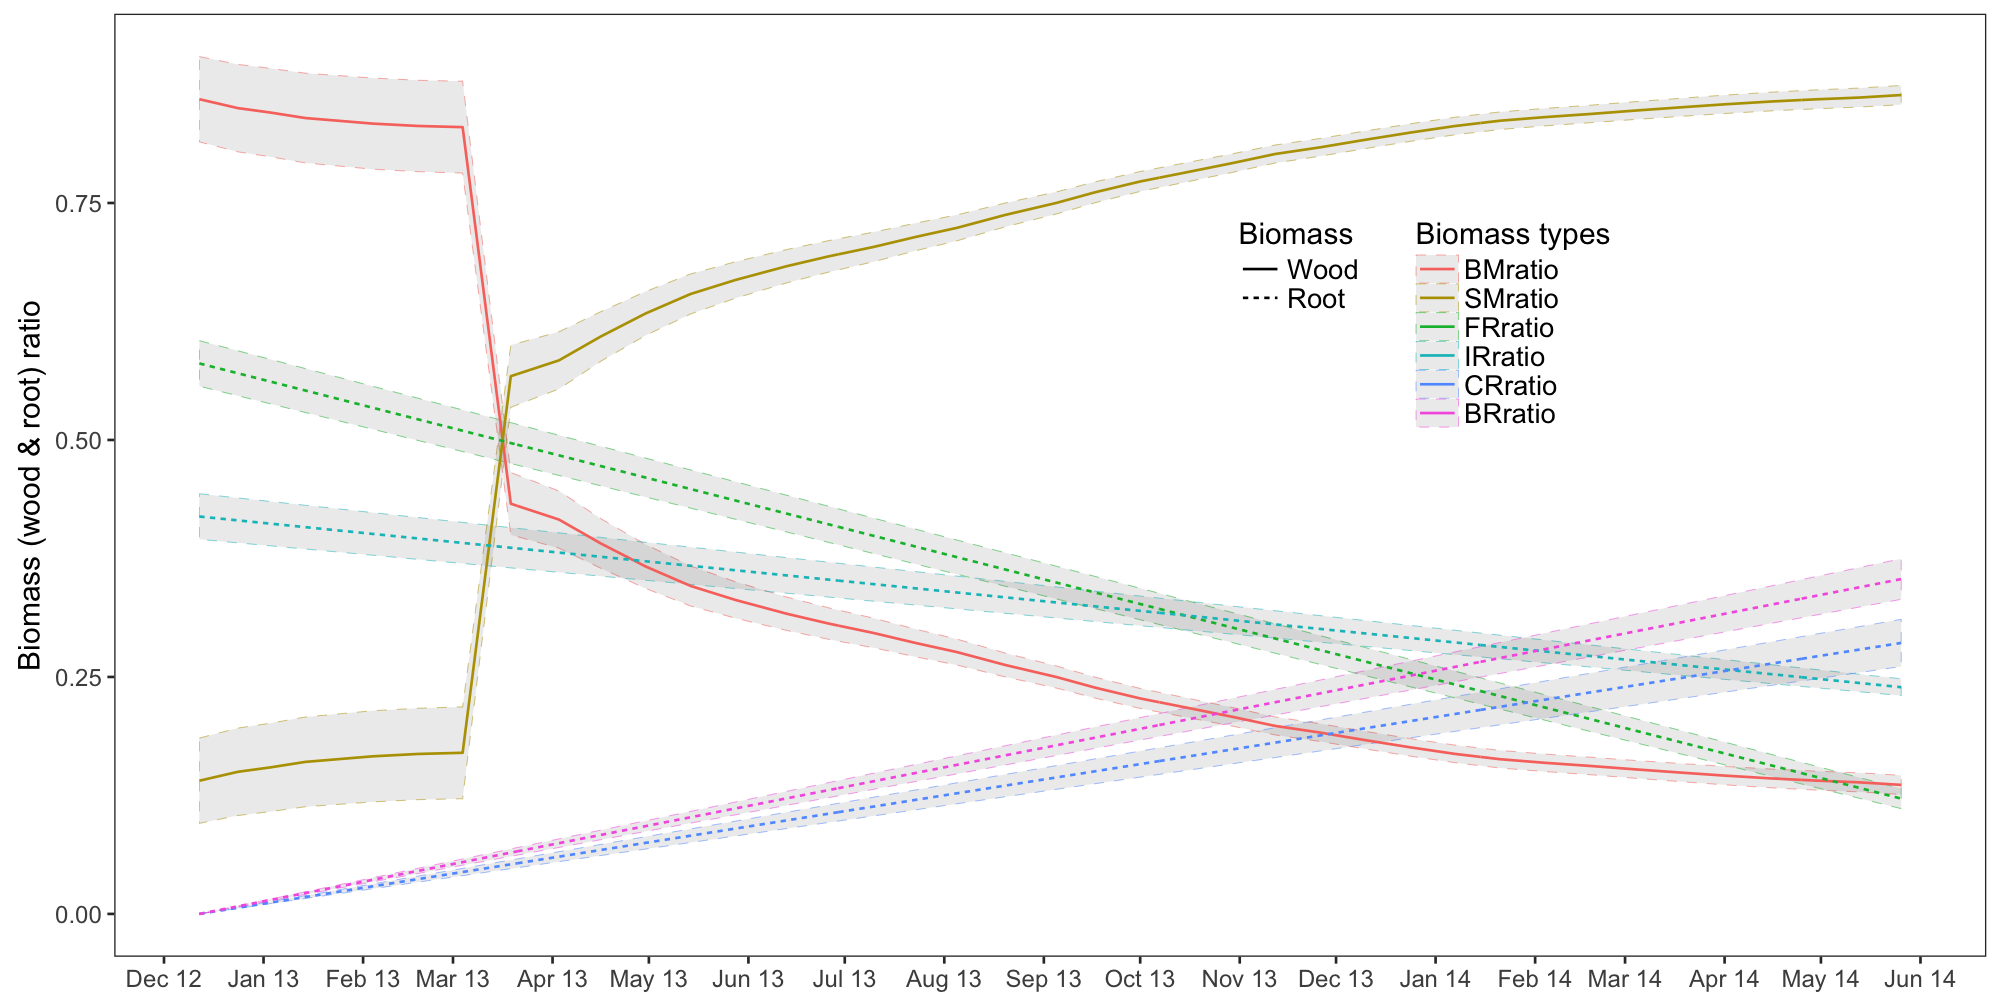 Biomass (wood & root) ratio
0.75
0.50
0.25
0.00
Biomass
Wood
Root
Biomass types
BMratio
SMratio
FRratio
IRratio
CRratio
BRratio
Dec 12 Jan 13 Feb 13 Mar 13 Apr 13 May 13 Jun 13 Jul 13 Aug 13 Sep 13 Oct 13 Nov 13 Dec 13 Jan 14 Feb 14 Mar 14 Apr 14 May 14 Jun 14